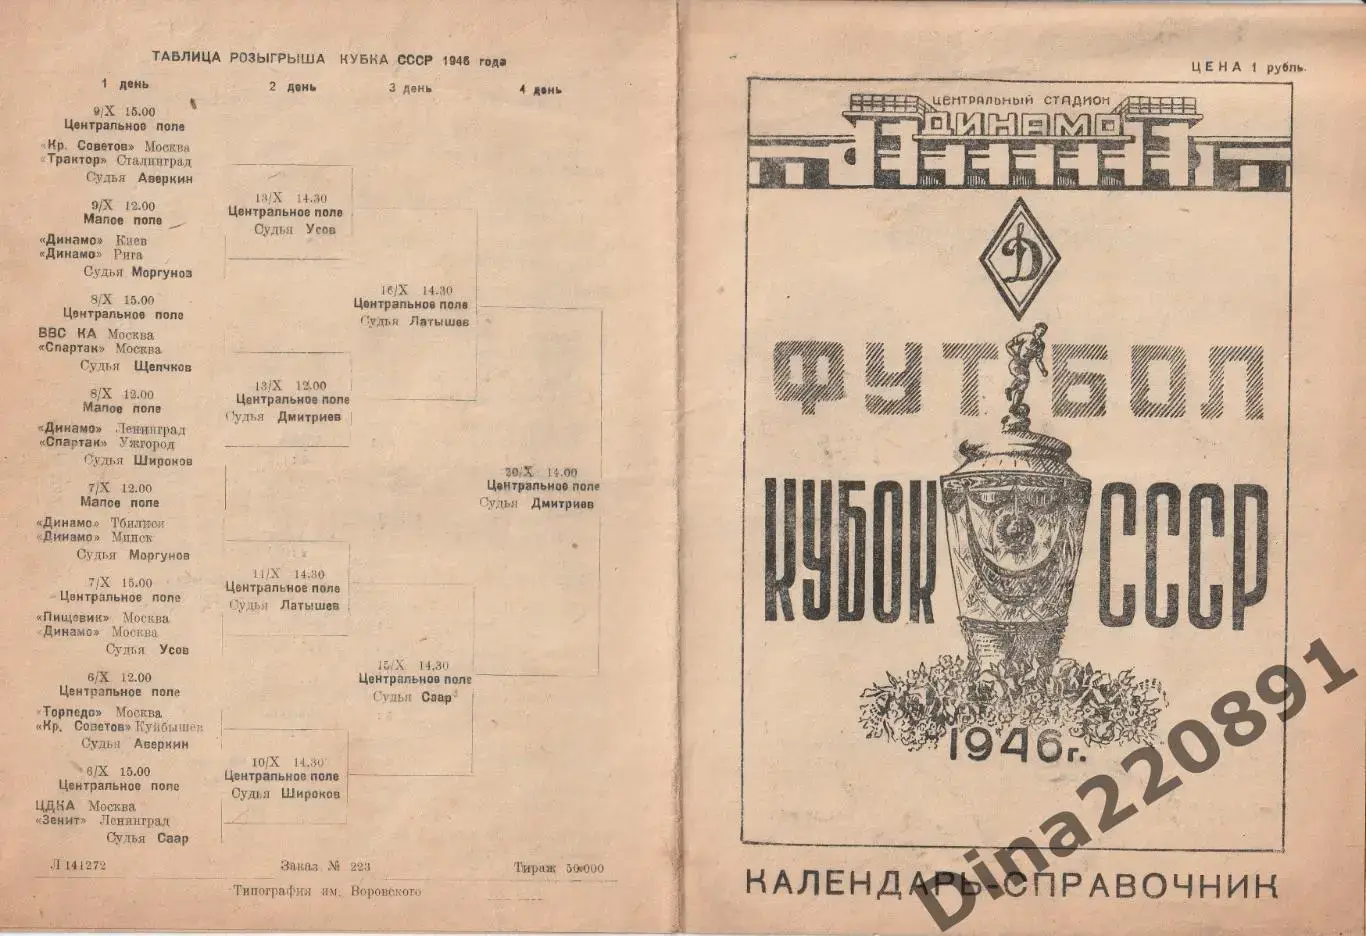 ТАБЛИЦА РОЗЫГРЫША КУБКА СССР 1946 года
1 день
2 день
3 день
4 день
9/X 15.00
Центральное поле
«Кр. Советов» Москва
«Трактор» Сталинград
Судья Аверкин
9/X 12.00
Малое поле
«Динамо» Киев
«Динамо» Рига
Судья Моргунов
8/X 15.00
Центральное поле
ВВС КА Москва
«Спартак» Москва
Судья Щелчков
8/X 12.00
Малое поле
«Динамо» Ленинград
«Спартак» Ужгород
Судья Широков
7/X 12.00
Малое поле
«Динамо» Тбилиси
«Динамо» Минск
Судья Моргунов
7/X 15.00
Центральное поле
«Пищевик» Москва
«Динамо» Москва
Судья Усов
6/X 12.00
Центральное поле
«Торпедо» Москва
«Кр. Советов» Куйбышев
Судья Аверкин
6/X 15.00
Центральное поле
ЦДКА Москва
«Зенит» Ленинград
Судья Саар
13/X 14.30
Центральное поле
Судья Усов
13/X 12.00
Центральное поле
Судья Дмитриев
11/X 14.30
Центральное поле
Судья Латышев
10/X 14.30
Центральное поле
Судья Широков
16/X 14.30
Центральное поле
Судья Латышев
15/X 14.30
Центральное поле
Судья Саар
20/X 14.00
Центральное поле
Судья Дмитриев
Л 141272
Заказ № 223
Тираж 50.000
Типография им. Воровского
ЦЕНА 1 рубль.
ЦЕНТРАЛЬНЫЙ СТАДИОН
ДИНАМО
Д
ФУТБОЛ
КУБОК СССР
1946г.
КАЛЕНДАРЬ-СПРАВОЧНИК
Dina220891